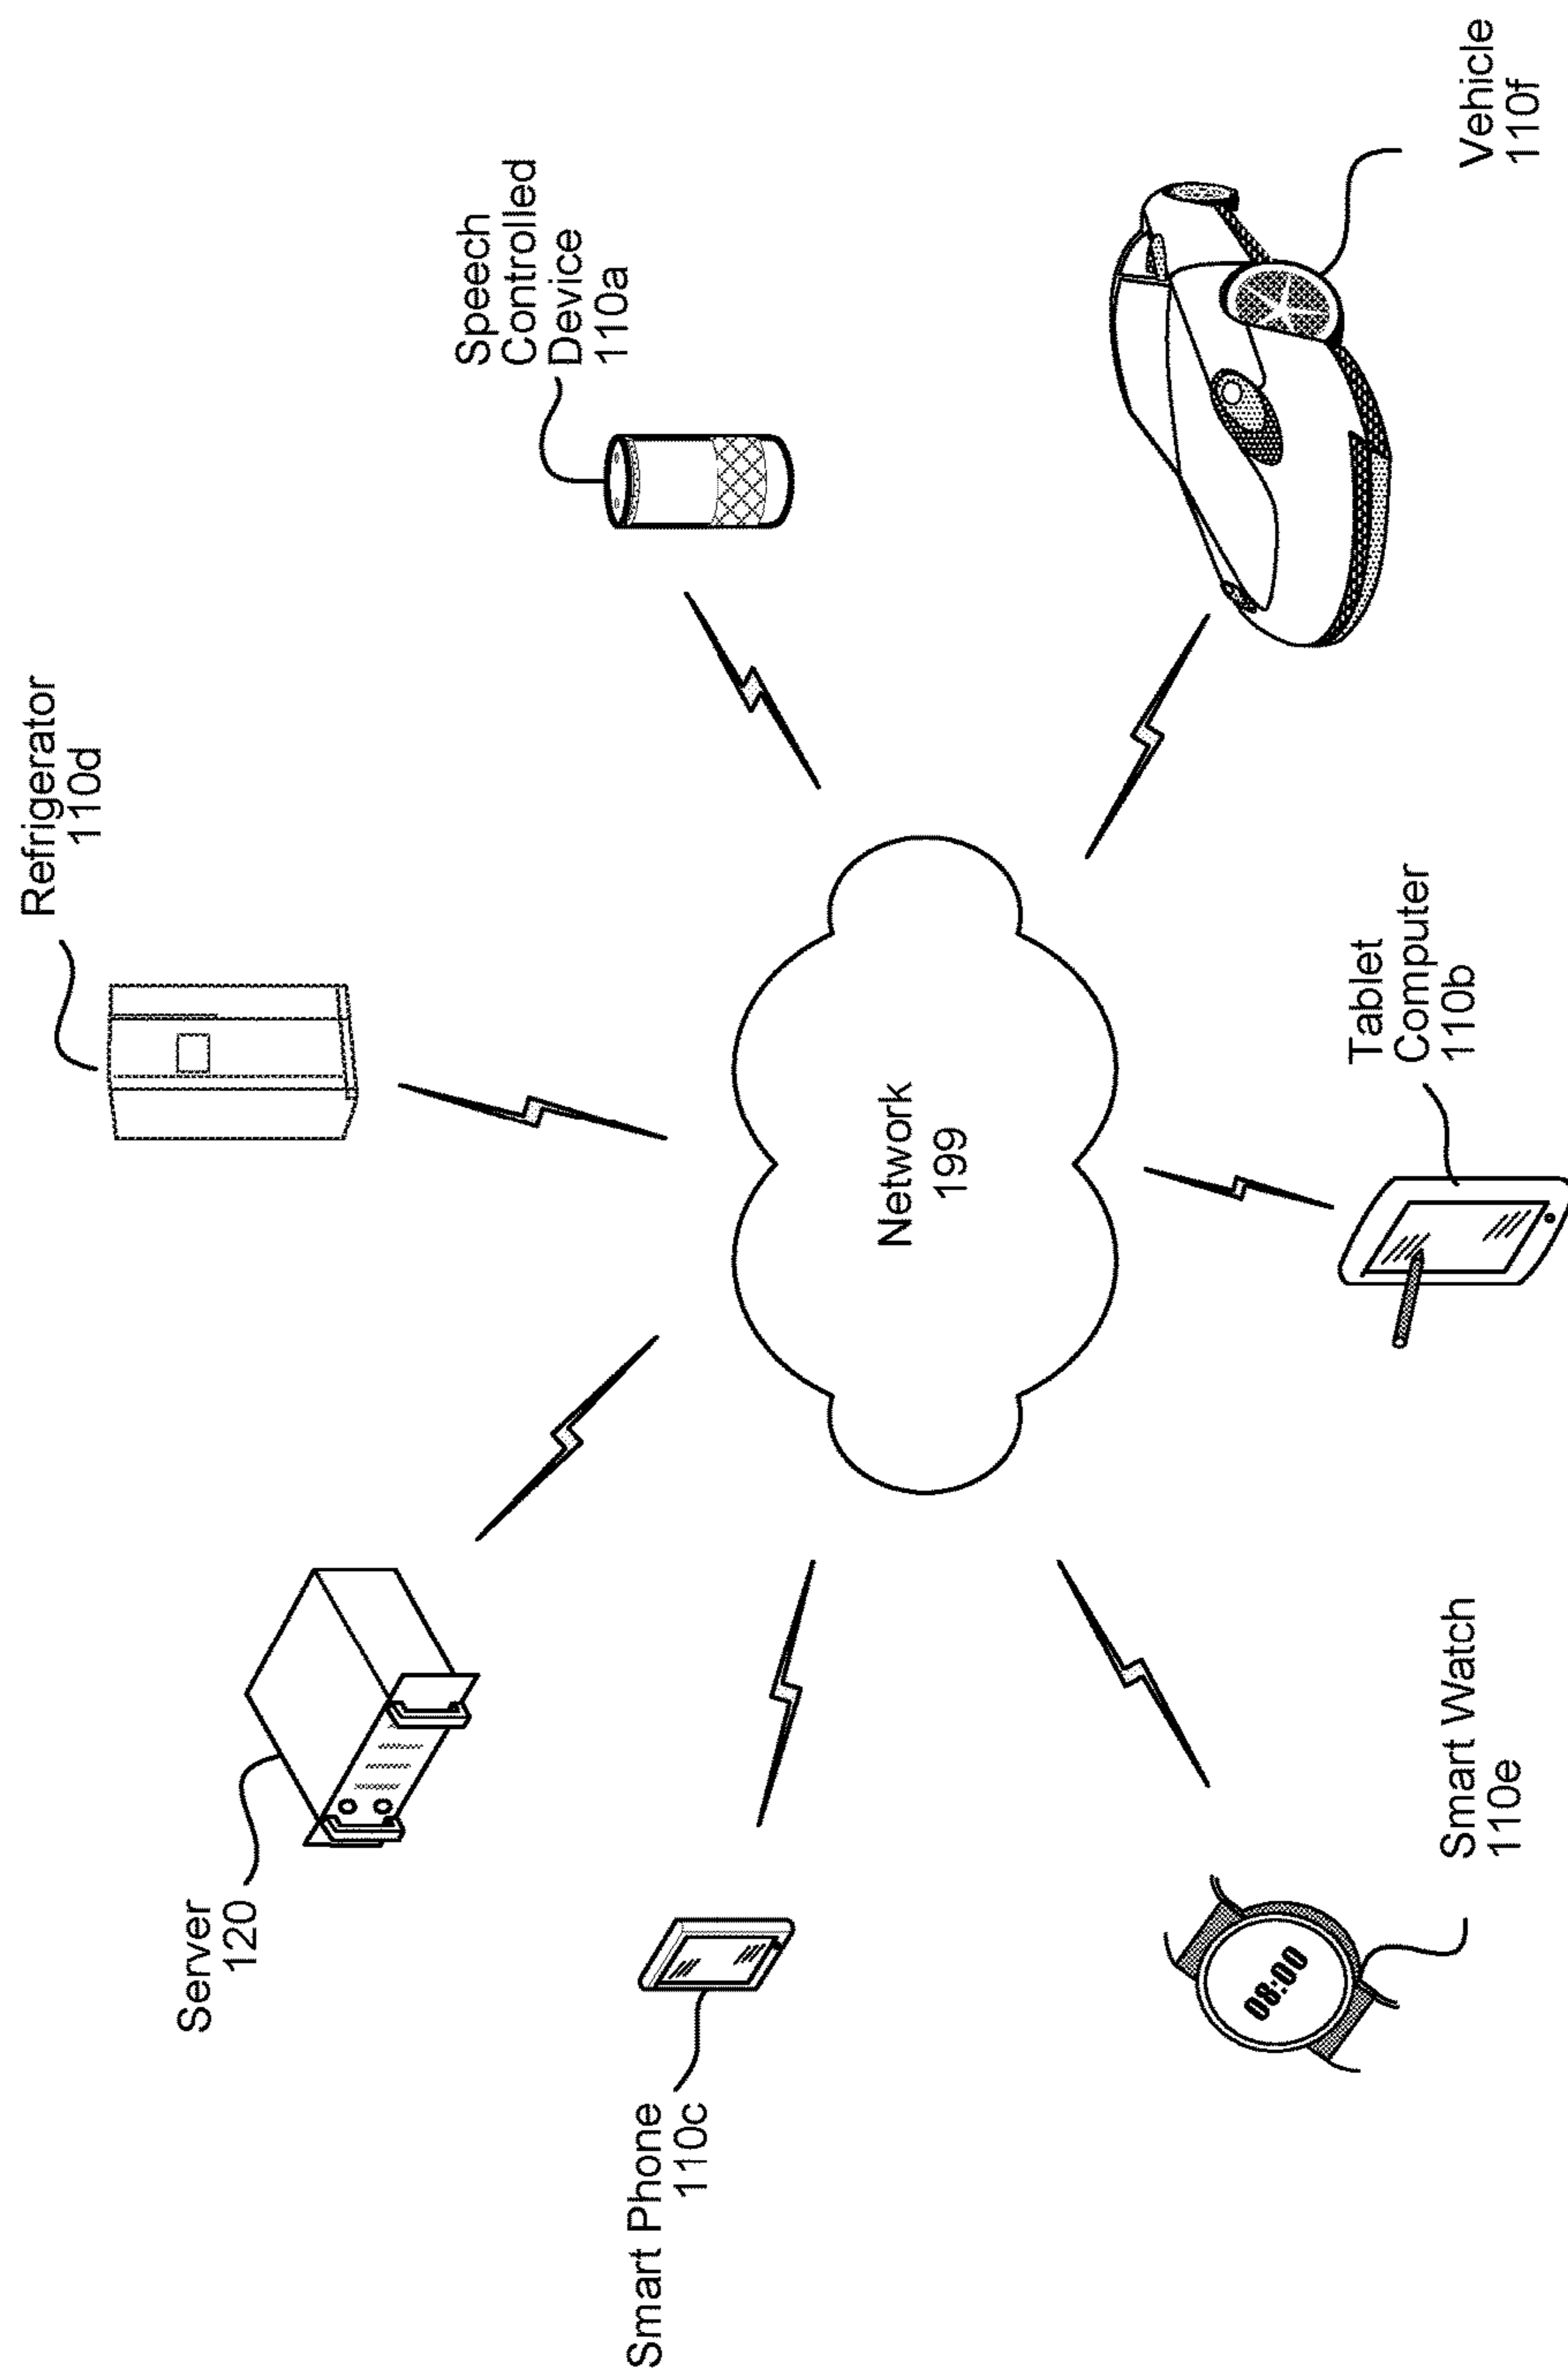 Server
120
Refrigerator
110d
Speech
Controlled
Device
110a
Smart Phone
110c
Network
199
Vehicle
110f
Tablet
Computer
110b
Smart Watch
110e
08:00